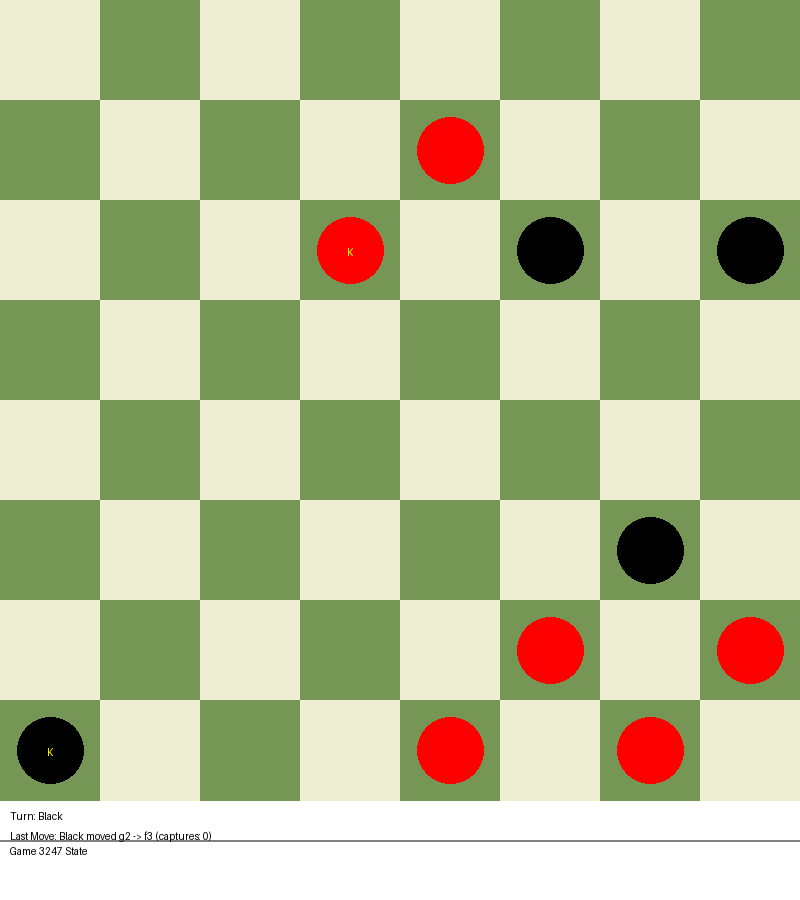 K
K
Turn: Black
Last Move: Black moved g2 -> f3 (captures: 0)
Game 3247 State